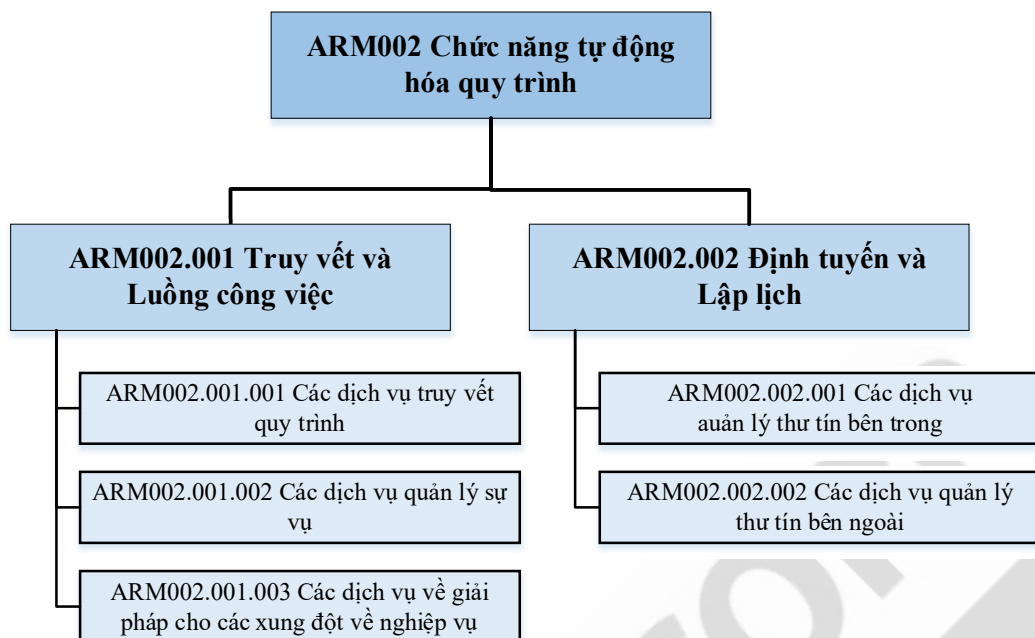 ARM002 Chức năng tự động
hóa quy trình
ARM002.001 Truy vết và
Luồng công việc
ARM002.001.001 Các dịch vụ truy vết
quy trình
ARM002.001.002 Các dịch vụ quản lý sự
vụ
ARM002.001.003 Các dịch vụ về giải
pháp cho các xung đột về nghiệp vụ
ARM002.002 Định tuyến và
Lập lịch
ARM002.002.001 Các dịch vụ
auản lý thư tín bên trong
ARM002.002.002 Các dịch vụ quản lý
thư tín bên ngoài